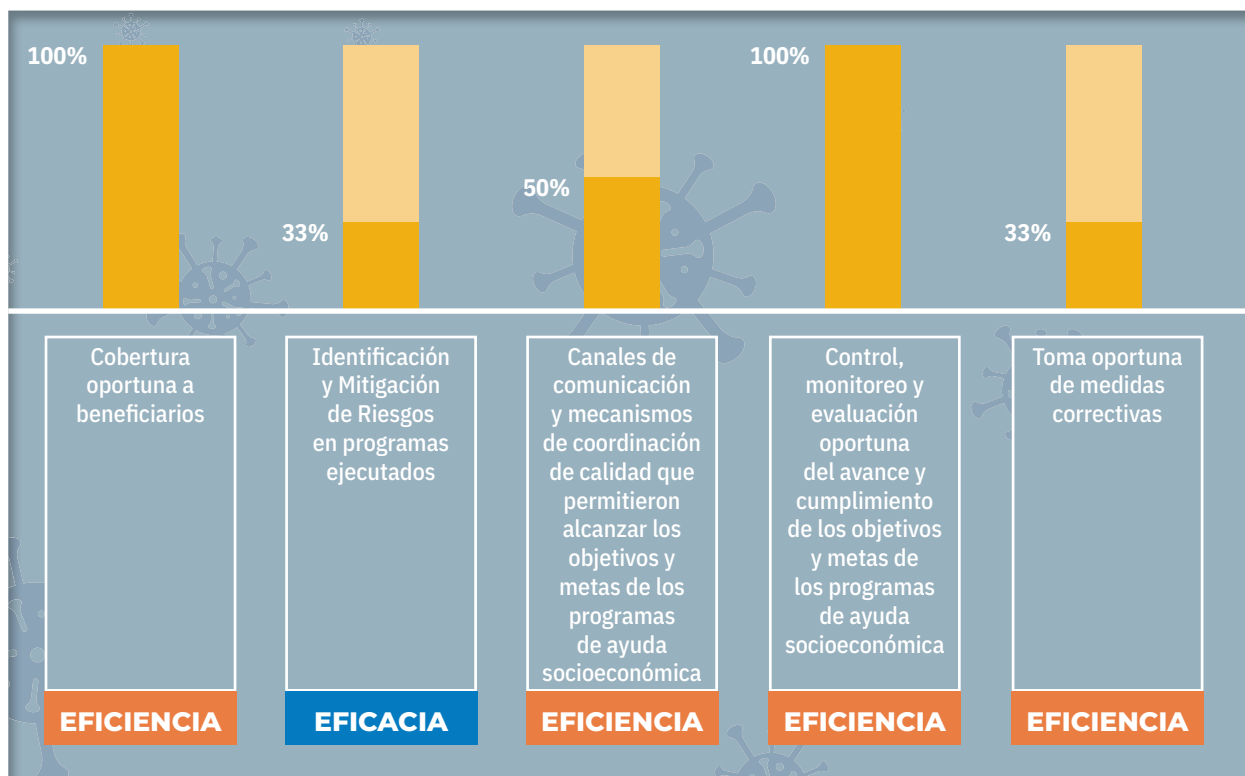 100%
33%
50%
100%
33%
Cobertura
oportuna a
beneficiarios
EFICIENCIA
Identificación
y Mitigación
de Riesgos
en programas
ejecutados
EFICACIA
Canales de
comunicación
y mecanismos
de coordinación
de calidad que
permitieron
alcanzar los
objetivos y
metas de los
programas
de ayuda
socioeconómica
EFICIENCIA
Control,
monitoreo y
evaluación
oportuna
del avance y
cumplimiento
de los objetivos
y metas de
los programas
de ayuda
socioeconómica
EFICIENCIA
Toma oportuna
de medidas
correctivas
EFICIENCIA